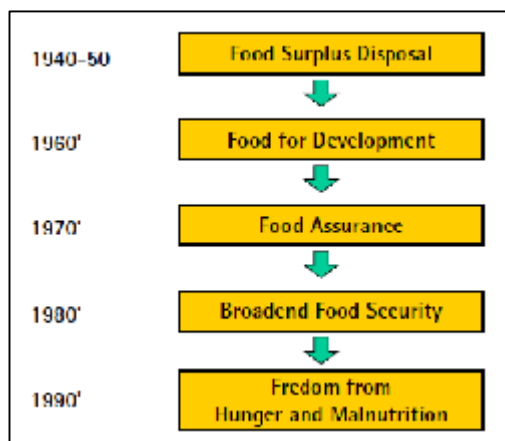 1940-50 Food Surplus Disposal
1960' Food for Development
1970' Food Assurance
1980' Broadend Food Security
1990' Fredom from
Hunger and Malnutrition